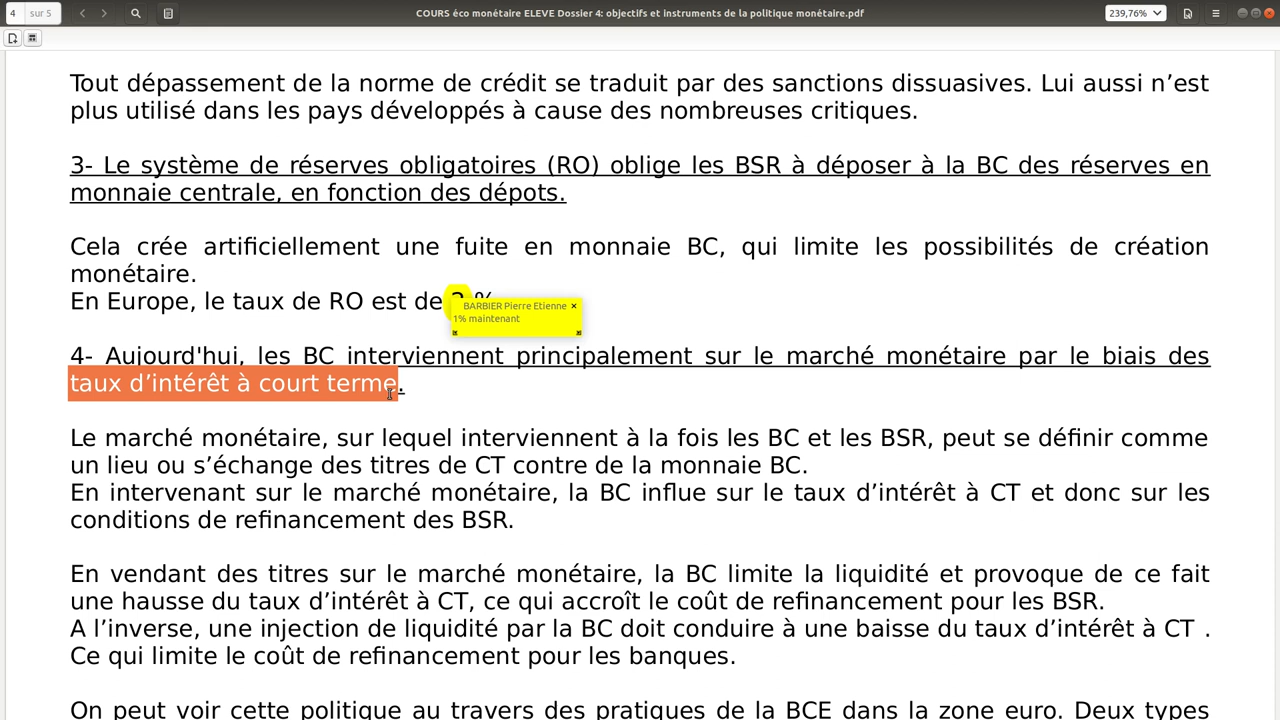 4 sur 5
COURS éco monétaire ELEVE Dossier 4: objectifs et instruments de la politique monétaire.pdf
239,76%
Tout dépassement de la norme de crédit se traduit par des sanctions dissuasives. Lui aussi n’est
plus utilisé dans les pays développés à cause des nombreuses critiques.
3- Le système de réserves obligatoires (RO) oblige les BSR à déposer à la BC des réserves en
monnaie centrale, en fonction des dépots.
Cela crée artificiellement une fuite en monnaie BC, qui limite les possibilités de création
monétaire.
En Europe, le taux de RO est de %
BARBIER Pierre Etienne
1% maintenant
4- Aujourd'hui, les BC interviennent principalement sur le marché monétaire par le biais des
taux d’intérêt à court terme.
Le marché monétaire, sur lequel interviennent à la fois les BC et les BSR, peut se définir comme
un lieu ou s’échange des titres de CT contre de la monnaie BC.
En intervenant sur le marché monétaire, la BC influe sur le taux d’intérêt à CT et donc sur les
conditions de refinancement des BSR.
En vendant des titres sur le marché monétaire, la BC limite la liquidité et provoque de ce fait
une hausse du taux d’intérêt à CT, ce qui accroît le coût de refinancement pour les BSR.
A l’inverse, une injection de liquidité par la BC doit conduire à une baisse du taux d’intérêt à CT .
Ce qui limite le coût de refinancement pour les banques.
On peut voir cette politique au travers des pratiques de la BCE dans la zone euro. Deux types